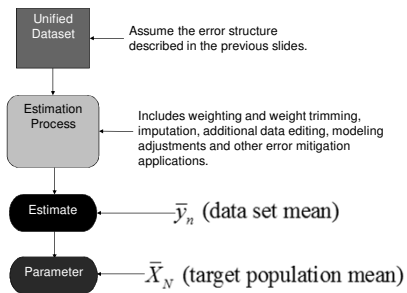 Unified
Dataset
Assume the error structure
described in the previous slides.
Estimation
Process
Includes weighting and weight trimming,
imputation, additional data editing, modeling
adjustments and other error mitigation
applications.
Estimate
ȳₙ (data set mean)
Parameter
X̄_N (target population mean)